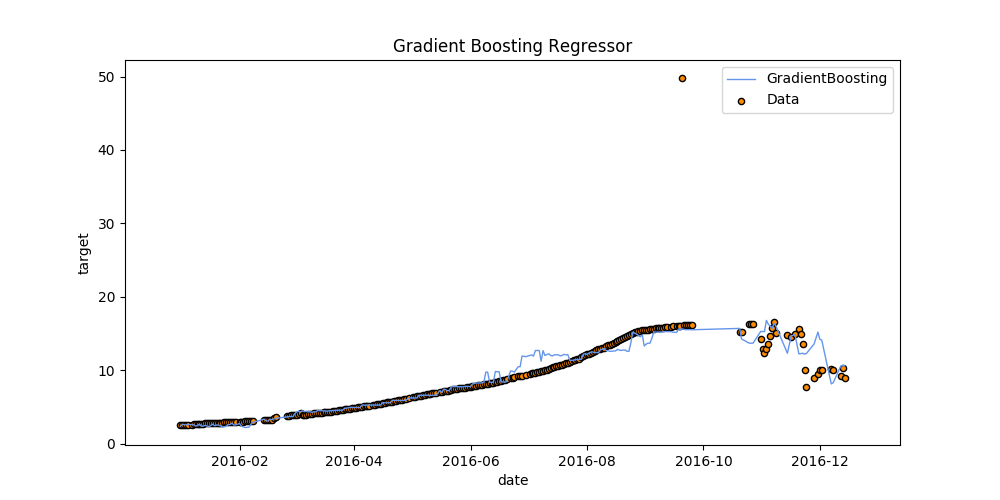 Gradient Boosting Regressor
GradientBoosting
Data
target
50
40
30
20
10
0
2016-02 2016-04 2016-06 2016-08 2016-10 2016-12
date